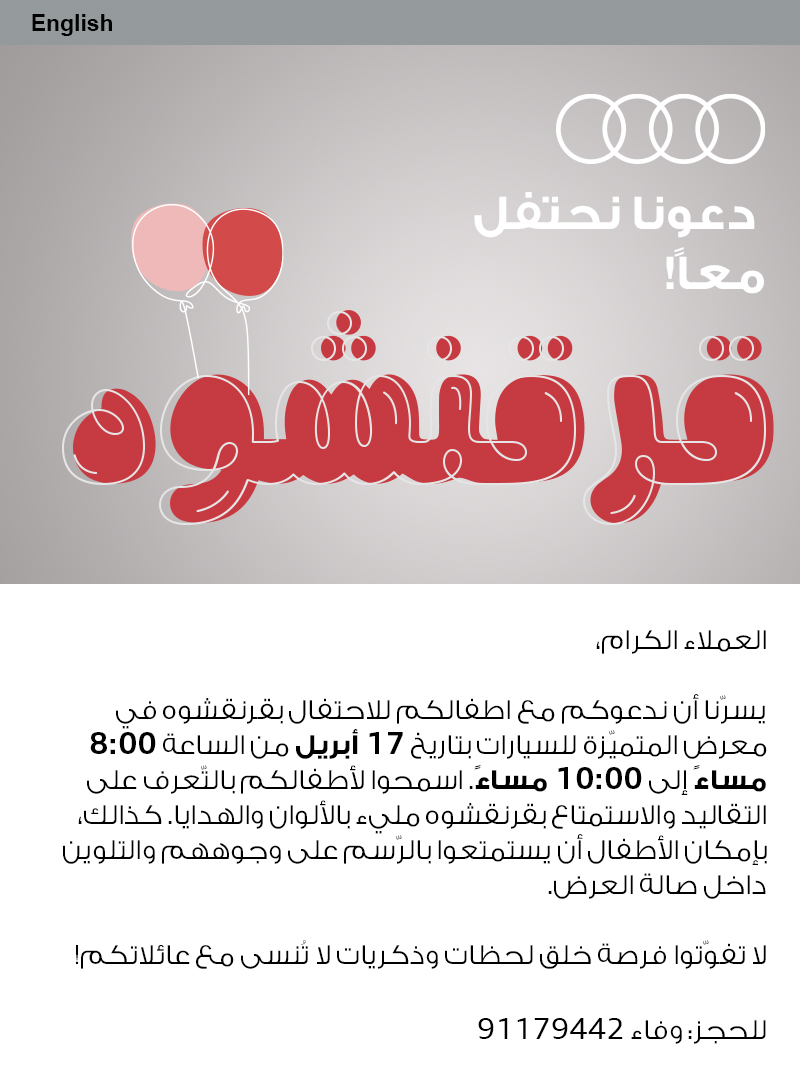 English
دعونا نحتفل
معاً!
قرقنشوه
العملاء الكرام،
يسرّنا أن ندعوكم مع اطفالكم للاحتفال بقرنقشوه في
معرض المتميّزة للسيارات بتاريخ 17 أبريل من الساعة 8:00
مساءً إلى 10:00 مساءً. اسمحوا لأطفالكم بالتّعرف على
التقاليد والاستمتاع بقرنقشوه مليء بالألوان والهدايا. كذالك،
بإمكان الأطفال أن يستمتعوا بالرّسم على وجوههم والتلوين
داخل صالة العرض.
لا تفوّتوا فرصة خلق لحظات وذكريات لا تُنسى مع عائلاتكم!
للحجز: وفاء 91179442